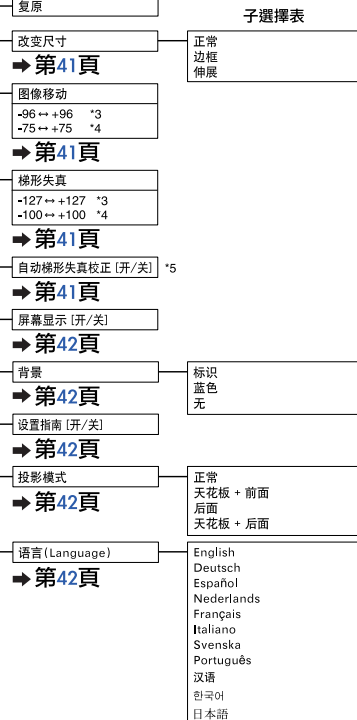 复原
子選擇表
改变尺寸
➡ 第41頁
正常
边框
伸展
图像移动
-96 ↔ +96 *3
-75 ↔ +75 *4
➡ 第41頁
梯形失真
-127 ↔ +127 *3
-100 ↔ +100 *4
➡ 第41頁
自动梯形失真校正 [开/关] *5
➡ 第41頁
屏幕显示 [开/关]
➡ 第42頁
背景
➡ 第42頁
标识
蓝色
无
设置指南 [开/关]
➡ 第42頁
投影模式
➡ 第42頁
正常
天花板 + 前面
后面
天花板 + 后面
语言(Language)
➡ 第42頁
English
Deutsch
Español
Nederlands
Français
Italiano
Svenska
Português
汉语
한국어
日本語